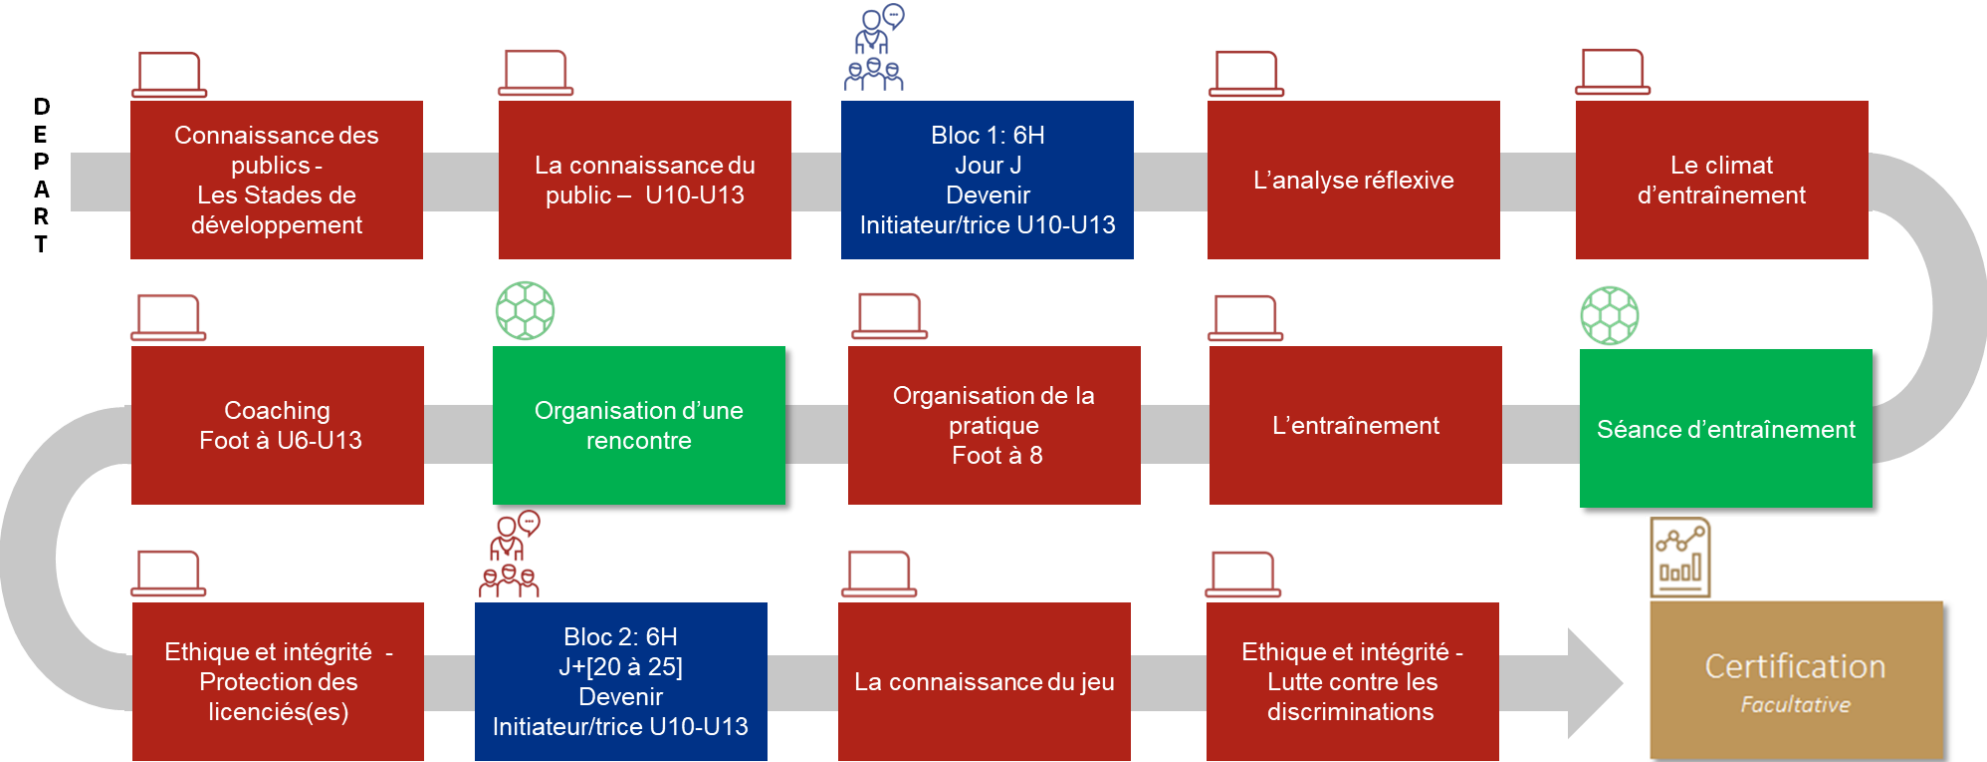 DEPART
Connaissance des
publics -
Les Stades de
développement
La connaissance du
public – U10-U13
Bloc 1: 6H
Jour J
Devenir
Initiateur/trice U10-U13
L’analyse réflexive
Le climat
d’entraînement
Séance d’entraînement
L’entraînement
Organisation de la
pratique
Foot à 8
Organisation d’une
rencontre
Coaching
Foot à U6-U13
Ethique et intégrité -
Protection des
licenciés(es)
Bloc 2: 6H
J+[20 à 25]
Devenir
Initiateur/trice U10-U13
La connaissance du jeu
Ethique et intégrité -
Lutte contre les
discriminations
Certification
Facultative